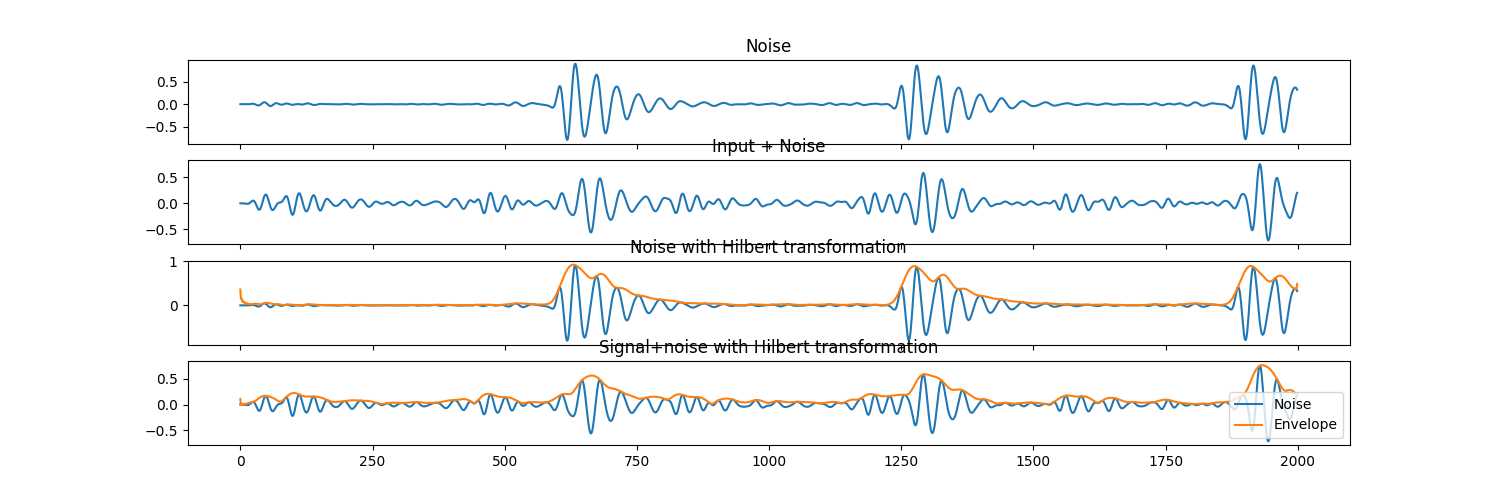 Noise
0.5
0.0
−0.5
Input + Noise
0.5
0.0
−0.5
Noise with Hilbert transformation
1
0
Signal+noise with Hilbert transformation
0.5
0.0
−0.5
Noise
Envelope
0 250 500 750 1000 1250 1500 1750 2000